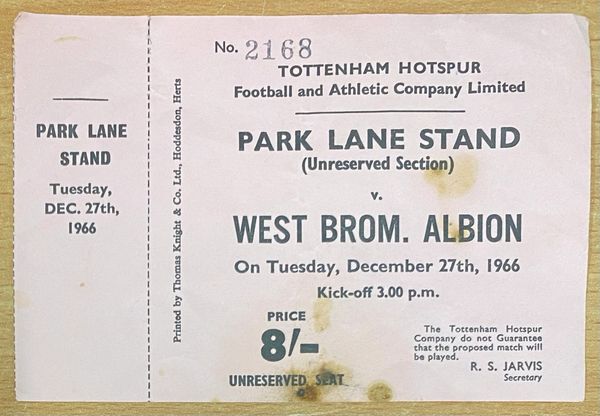 PARK LANE
STAND
Tuesday,
DEC. 27th,
1966
Printed by Thomas Knight & Co. Ltd., Hoddesdon, Herts
No. 2168
TOTTENHAM HOTSPUR
Football and Athletic Company Limited
PARK LANE STAND
(Unreserved Section)
v.
WEST BROM. ALBION
On Tuesday, December 27th, 1966
Kick-off 3.00 p.m.
PRICE
8/-
UNRESERVED SEAT
The Tottenham Hotspur
Company do not Guarantee
that the proposed match will
be played.
R. S. JARVIS
Secretary